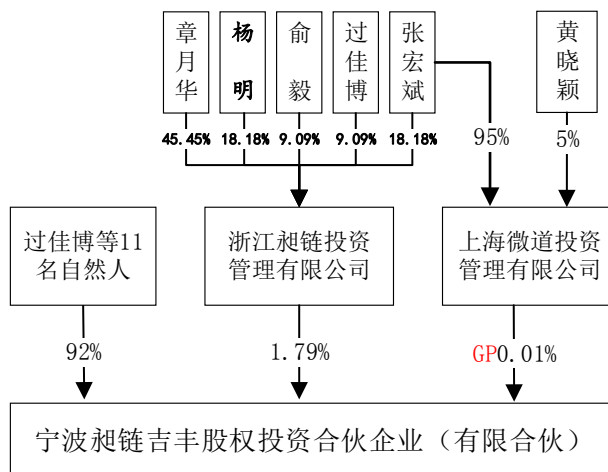 章月华
杨明
俞毅
过佳博
张宏斌
黄晓颖
45.45%
18.18%
9.09%
9.09%
18.18%
95%
5%
过佳博等11
名自然人
浙江昶链投资
管理有限公司
上海微道投资
管理有限公司
92%
1.79%
GP0.01%
宁波昶链吉丰股权投资合伙企业（有限合伙）